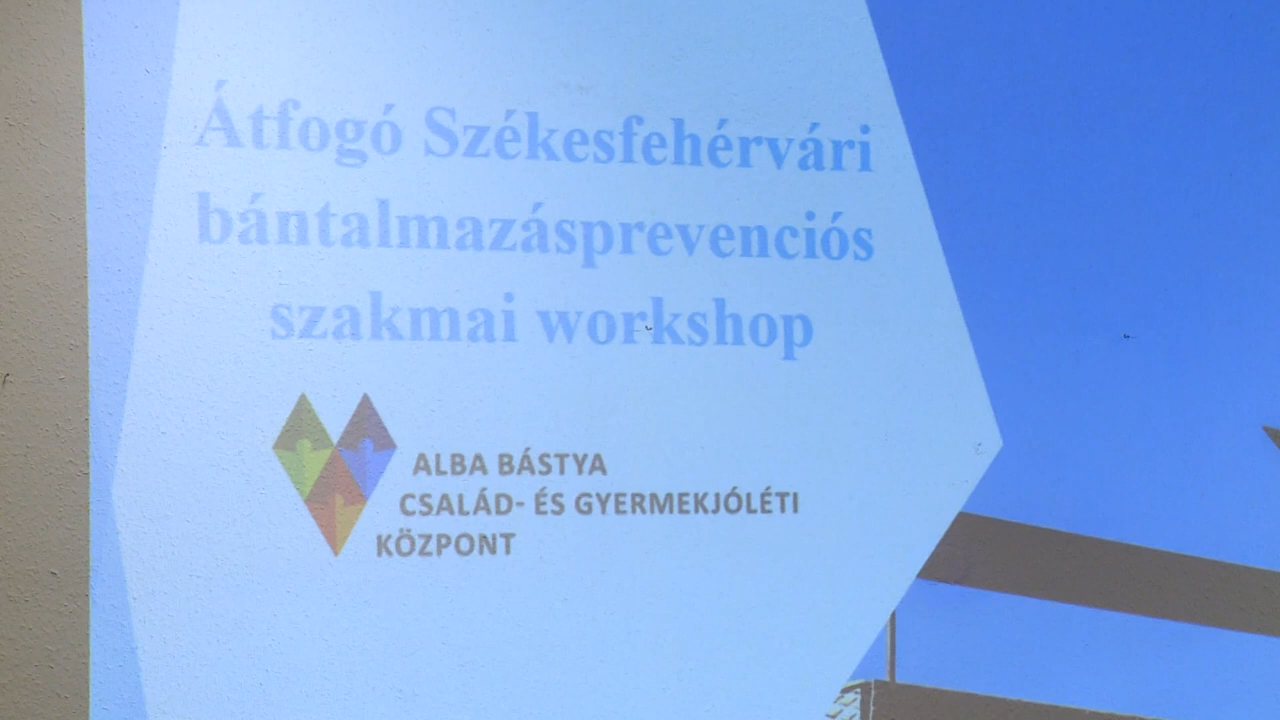 Átfogó Székesfehérvári
bántalmazásprevenciós
szakmai workshop
ALBA BÁSTYA
CSALÁD- ÉS GYERMEKJÓLÉTI
KÖZPONT